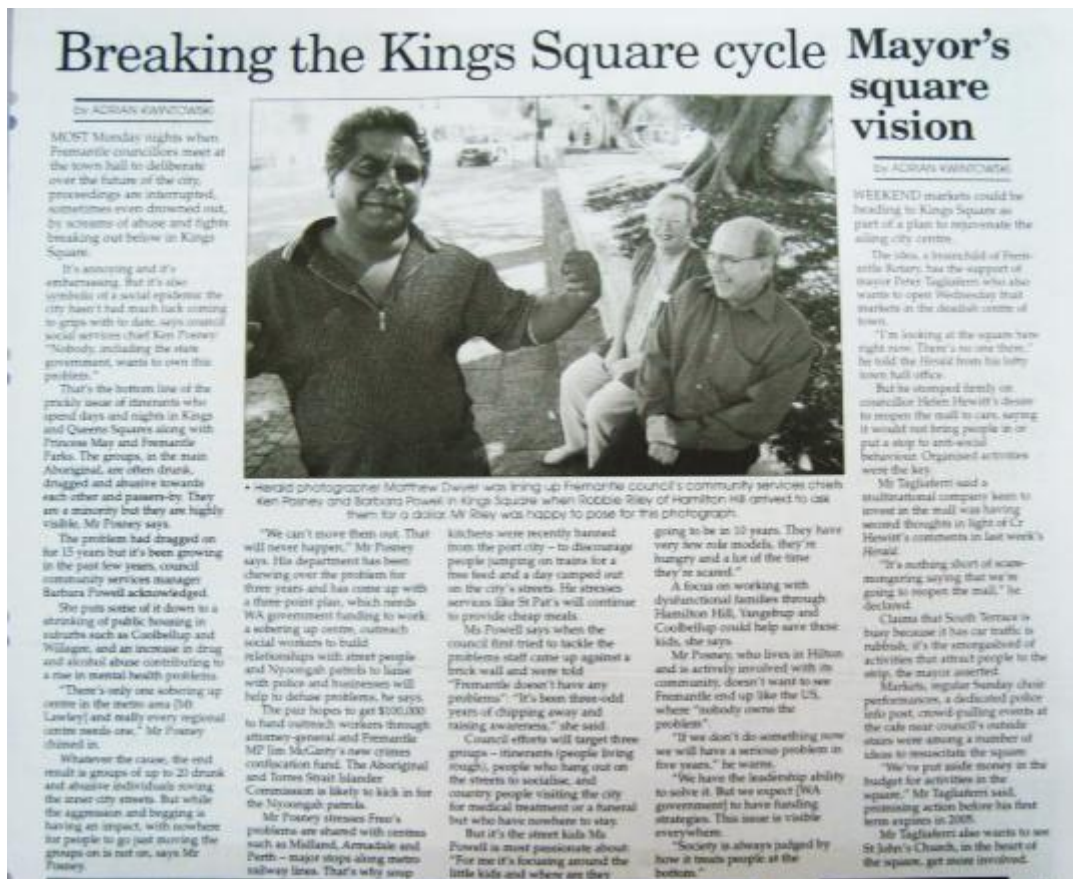 Breaking the Kings Square cycle
by ADRIAN KWINTOWSKI
MOST Monday nights when
Fremantle councillors meet at
the town hall to deliberate
over the future of the city,
proceedings are interrupted,
sometimes even drowned out,
by screams of abuse and fights
breaking out below in Kings
Square.
It's annoying and it's
embarrassing. But it's also
symbolic of a social epidemic the
city hasn't had much luck coming
to grips with to date, says council
social services chief Ken Posney.
"Nobody, including the state
government, wants to own this
problem."
That's the bottom line of the
prickly issue of itinerants who
spend days and nights in Kings
and Queens Squares along with
Princess May and Fremantle
Parks. The groups, in the main
Aboriginal, are often drunk,
drugged and abusive towards
each other and passers-by. They
are a minority but they are highly
visible, Mr Posney says.
The problem had dragged on
for 15 years but it's been growing
in the past few years, council
community services manager
Barbara Powell acknowledged.
She puts some of it down to a
shrinking of public housing in
suburbs such as Coolbellup and
Willagee, and an increase in drug
and alcohol abuse contributing to
a rise in mental health problems.
"There's only one sobering up
centre in the metro area [Mt
Lawley] and really every regional
centre needs one," Mr Posney
chimed in.
Whatever the cause, the end
result is groups of up to 20 drunk
and abusive individuals roving
the inner city streets. But while
the aggression and begging is
having an impact, with nowhere
for people to go just moving the
groups on is not on, says Mr
Posney.
• Herald photographer Matthew Dwyer was lining up Fremantle council's community services chiefs
Ken Posney and Barbara Powell in Kings Square when Robbie Riley of Hamilton Hill arrived to ask
them for a dollar. Mr Riley was happy to pose for this photograph.
"We can't move them out. That
will never happen," Mr Posney
says. His department has been
chewing over the problem for
three years and has come up with
a three-point plan, which needs
WA government funding to work:
a sobering up centre, outreach
social workers to build
relationships with street people
and Nyoongah patrols to liaise
with police and businesses will
help to defuse problems, he says.
The pair hopes to get $100,000
to fund outreach workers through
attorney-general and Fremantle
MP Jim McGinty's new crimes
confiscation fund. The Aboriginal
and Torres Strait Islander
Commission is likely to kick in for
the Nyoongah patrols.
Mr Posney stresses Freo's
problems are shared with centres
such as Midland, Armadale and
Perth – major stops along metro
railway lines. That's why soup
kitchens were recently banned
from the port city – to discourage
people jumping on trains for a
free feed and a day camped out
on the city's streets. He stresses
services like St Pat's will continue
to provide cheap meals.
Ms Powell says when the
council first tried to tackle the
problems staff came up against a
brick wall and were told
"Fremantle doesn't have any
problems". "It's been three-odd
years of chipping away and
raising awareness," she said.
Council efforts will target three
groups – itinerants (people living
rough), people who hang out on
the streets to socialise, and
country people visiting the city
for medical treatment or a funeral
but who have nowhere to stay.
But it's the street kids Ms
Powell is most passionate about:
"For me it's focusing around the
little kids and where are they
going to be in 10 years. They have
very few role models, they're
hungry and a lot of the time
they're scared."
A focus on working with
dysfunctional families through
Hamilton Hill, Yangebup and
Coolbellup could help save these
kids, she says.
Mr Posney, who lives in Hilton
and is actively involved with its
community, doesn't want to see
Fremantle end up like the US,
where "nobody owns the
problem".
"If we don't do something now
we will have a serious problem in
five years," he warns.
"We have the leadership ability
to solve it. But we expect [WA
government] to have funding
strategies. This issue is visible
everywhere.
"Society is always judged by
how it treats people at the
bottom."
Mayor's
square
vision
by ADRIAN KWINTOWSKI
WEEKEND markets could be
heading to Kings Square as
part of a plan to rejuvenate the
ailing city centre.
The idea, a brainchild of Frem-
antle Rotary, has the support of
mayor Peter Tagliaferri who also
wants to open Wednesday fruit
markets in the deadish centre of
town.
"I'm looking at the square here
right now. There's no one there,"
he told the Herald from his lofty
town hall office.
But he stomped firmly on
councillor Helen Hewitt's desire
to reopen the mall to cars, saying
it would not bring people in or
put a stop to anti-social
behaviour. Organised activities
were the key.
Mr Tagliaferri said a
multinational company keen to
invest in the mall was having
second thoughts in light of Cr
Hewitt's comments in last week's
Herald.
"It's nothing short of scare-
mongering saying that we're
going to reopen the mall," he
declared.
Claims that South Terrace is
busy because it has car traffic is
rubbish, it's the smorgasbord of
activities that attract people to the
strip, the mayor asserted.
Markets, regular Sunday choir
performances, a dedicated police
info post, crowd-pulling events at
the cafe near council's outside
stairs were among a number of
ideas to resuscitate the square.
"We've put aside money in the
budget for activities in the
square," Mr Tagliaferri said,
promising action before his first
term expires in 2005.
Mr Tagliaferri also wants to see
St John's Church, in the heart of
the square, get more involved.